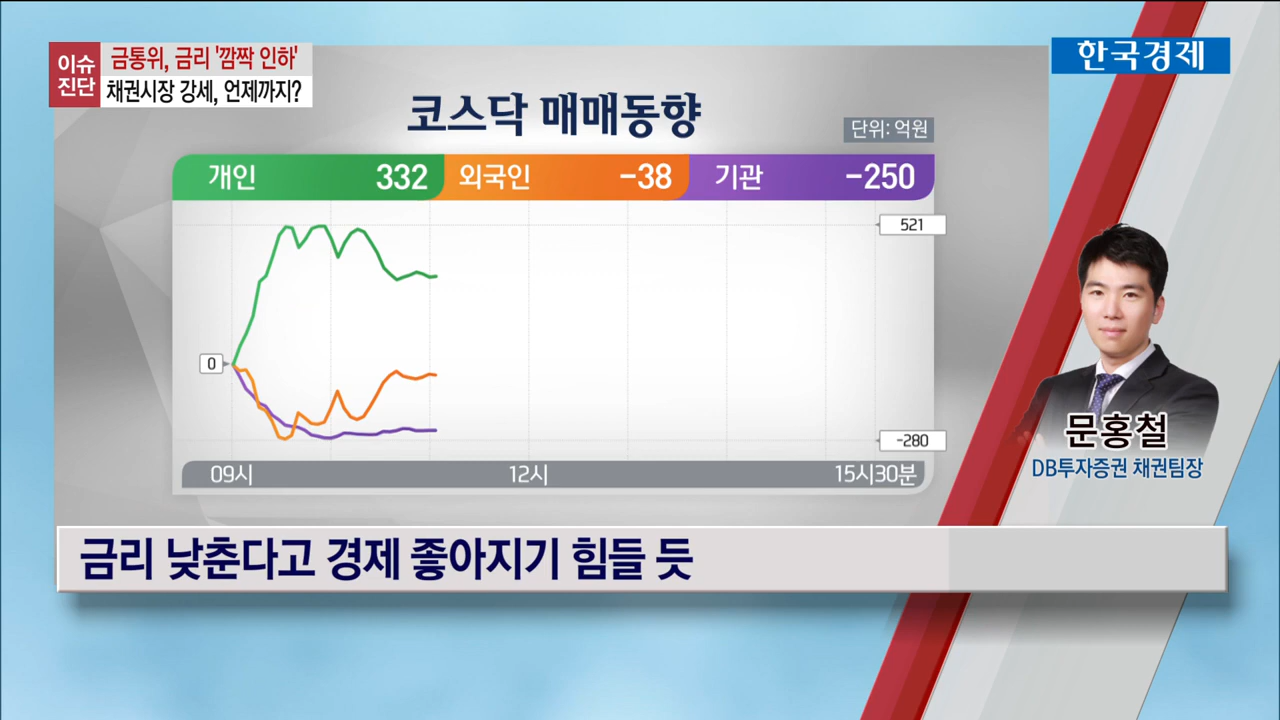 이슈
진단
금통위, 금리 '깜짝 인하'
채권시장 강세, 언제까지?
한국경제
코스닥 매매동향
단위: 억원
개인 332 외국인 -38 기관 -250
521
0
-280
09시 12시 15시30분
문홍철
DB투자증권 채권팀장
금리 낮춘다고 경제 좋아지기 힘들 듯